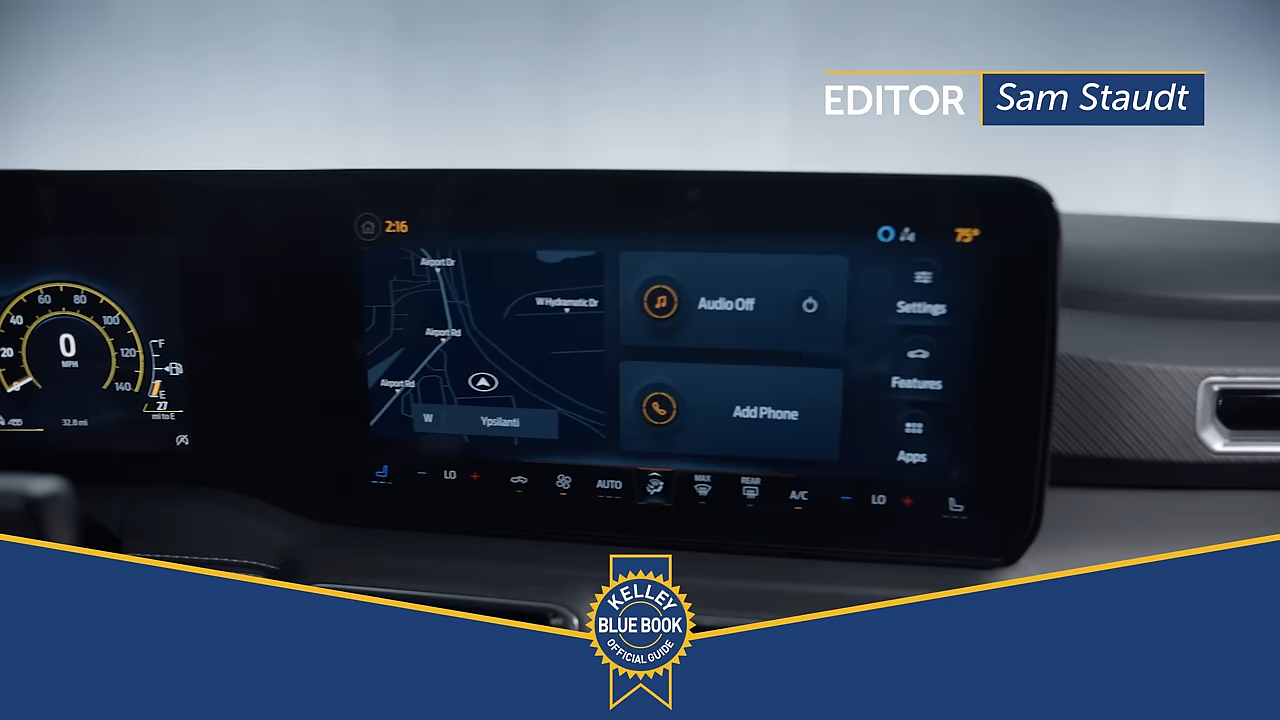 EDITOR Sam Staudt
2:16
75°
Airport Dr
W Hydramatic Dr
Airport Rd
Airport Rd
W Ypsilanti
Audio Off
Add Phone
Settings
Features
Apps
20 40 60 80 100 120 140
0
MPH
F
E
27
mi to E
32.8 mi
LO
AUTO
MAX
REAR
A/C
LO
KELLEY
BLUE BOOK
OFFICIAL GUIDE